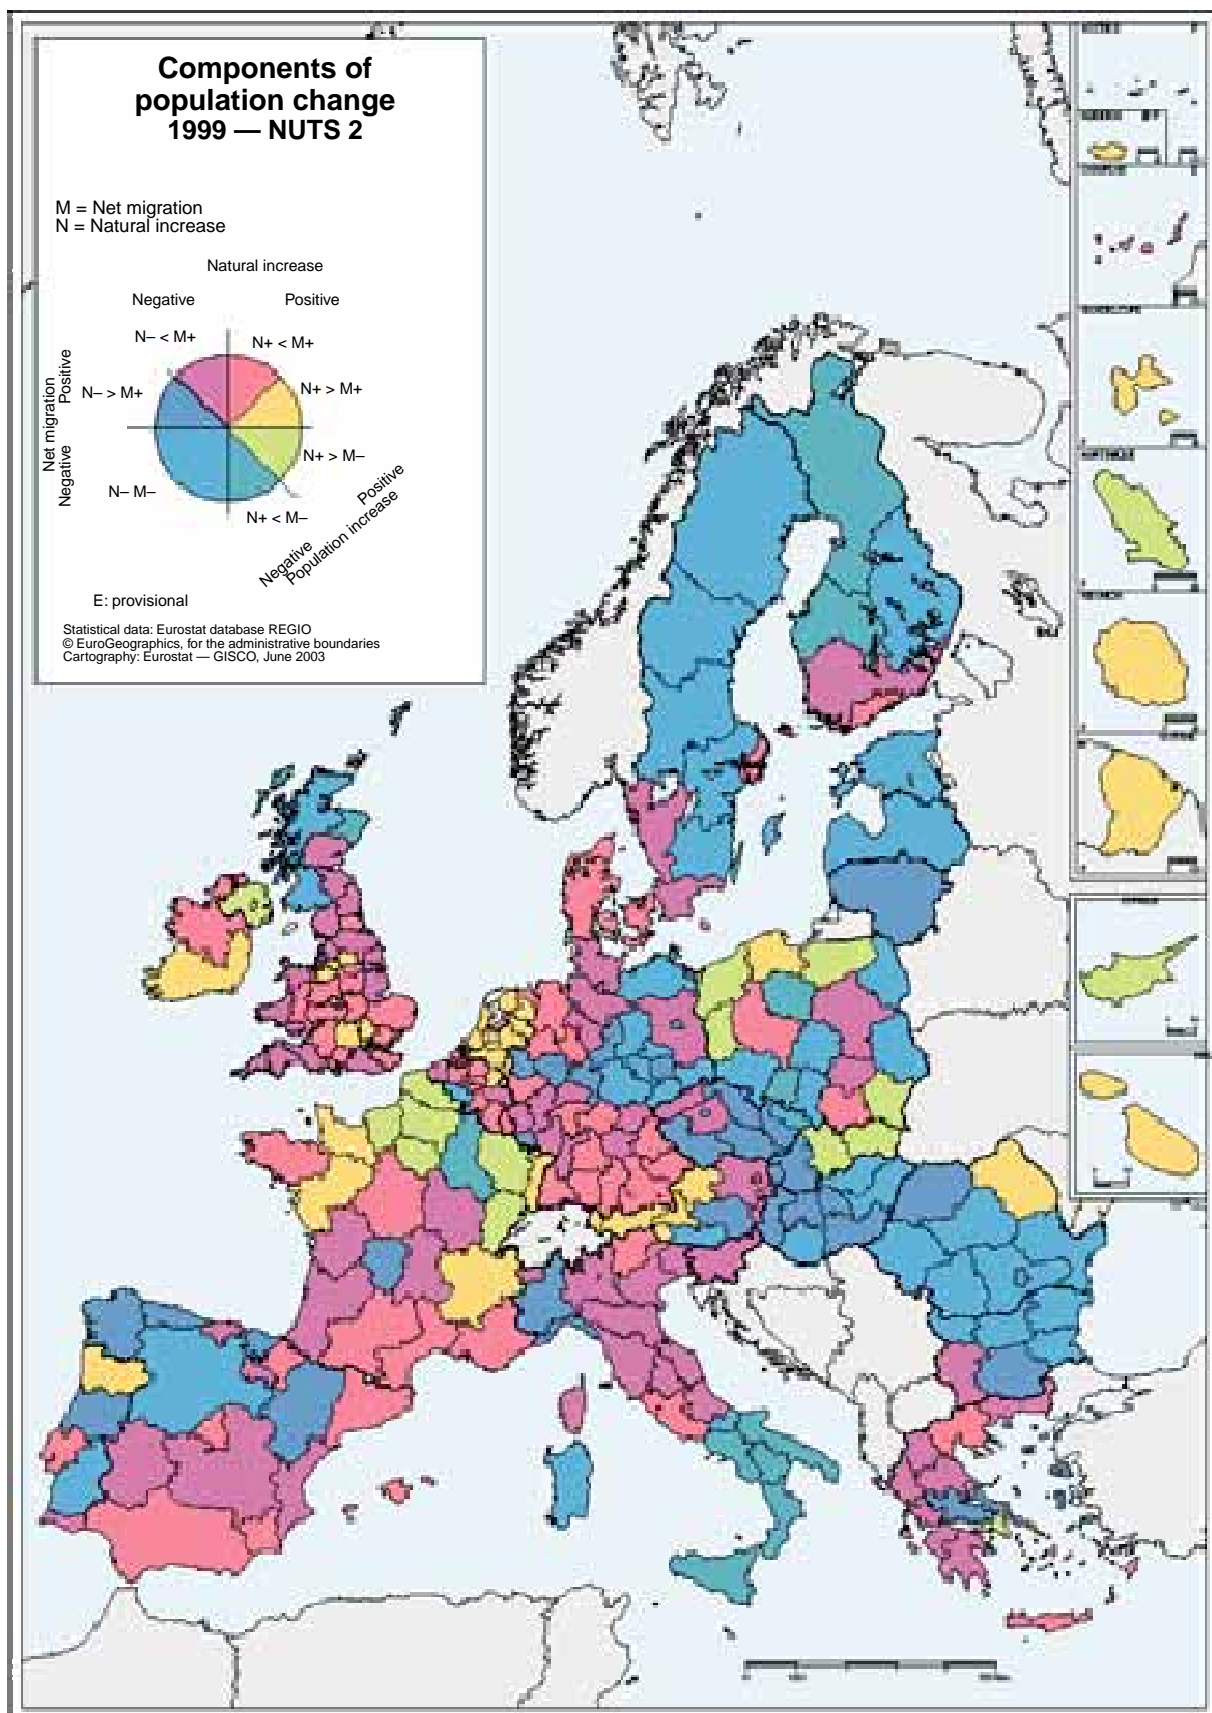 Components of
population change
1999 — NUTS 2
M = Net migration
N = Natural increase
Natural increase
Negative
Positive
N– < M+
N+ < M+
N– > M+
N+ > M+
Net migration
Positive
Negative
N+ > M–
N– M–
N+ < M–
Positive
Negative
Population increase
E: provisional
Statistical data: Eurostat database REGIO
© EuroGeographics, for the administrative boundaries
Cartography: Eurostat — GISCO, June 2003